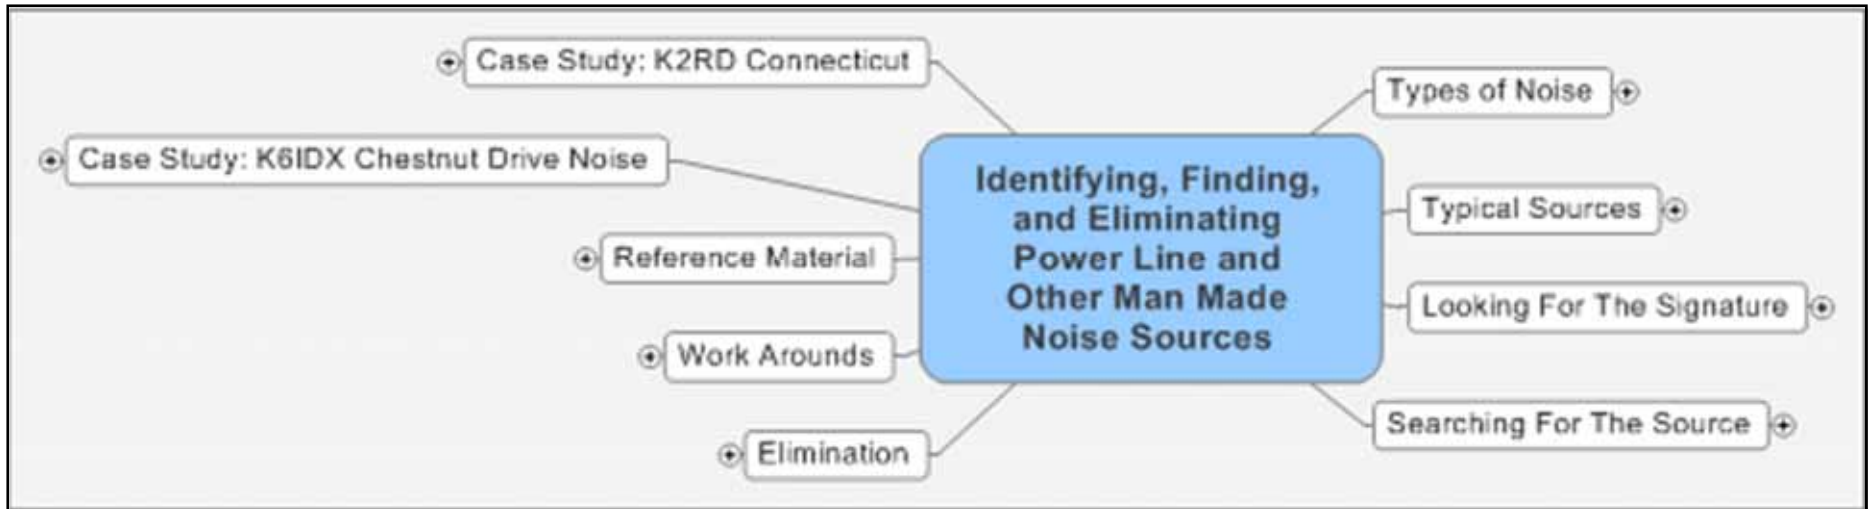 Case Study: K2RD Connecticut
Case Study: K6IDX Chestnut Drive Noise
Reference Material
Work Arounds
Elimination
Identifying, Finding,
and Eliminating
Power Line and
Other Man Made
Noise Sources
Types of Noise
Typical Sources
Looking For The Signature
Searching For The Source